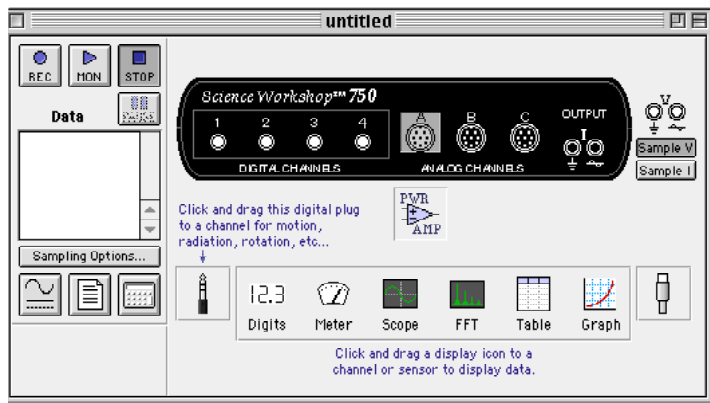 untitled
REC MON STOP
Data
Science Workshop™ 750
1 2 3 4 A B C OUTPUT
I
DIGITAL CHANNELS ANALOG CHANNELS
V
Sample V
Sample I
PWR
AMP
Click and drag this digital plug
to a channel for motion,
radiation, rotation, etc...
Sampling Options...
12.3
Digits Meter Scope FFT Table Graph
Click and drag a display icon to a
channel or sensor to display data.